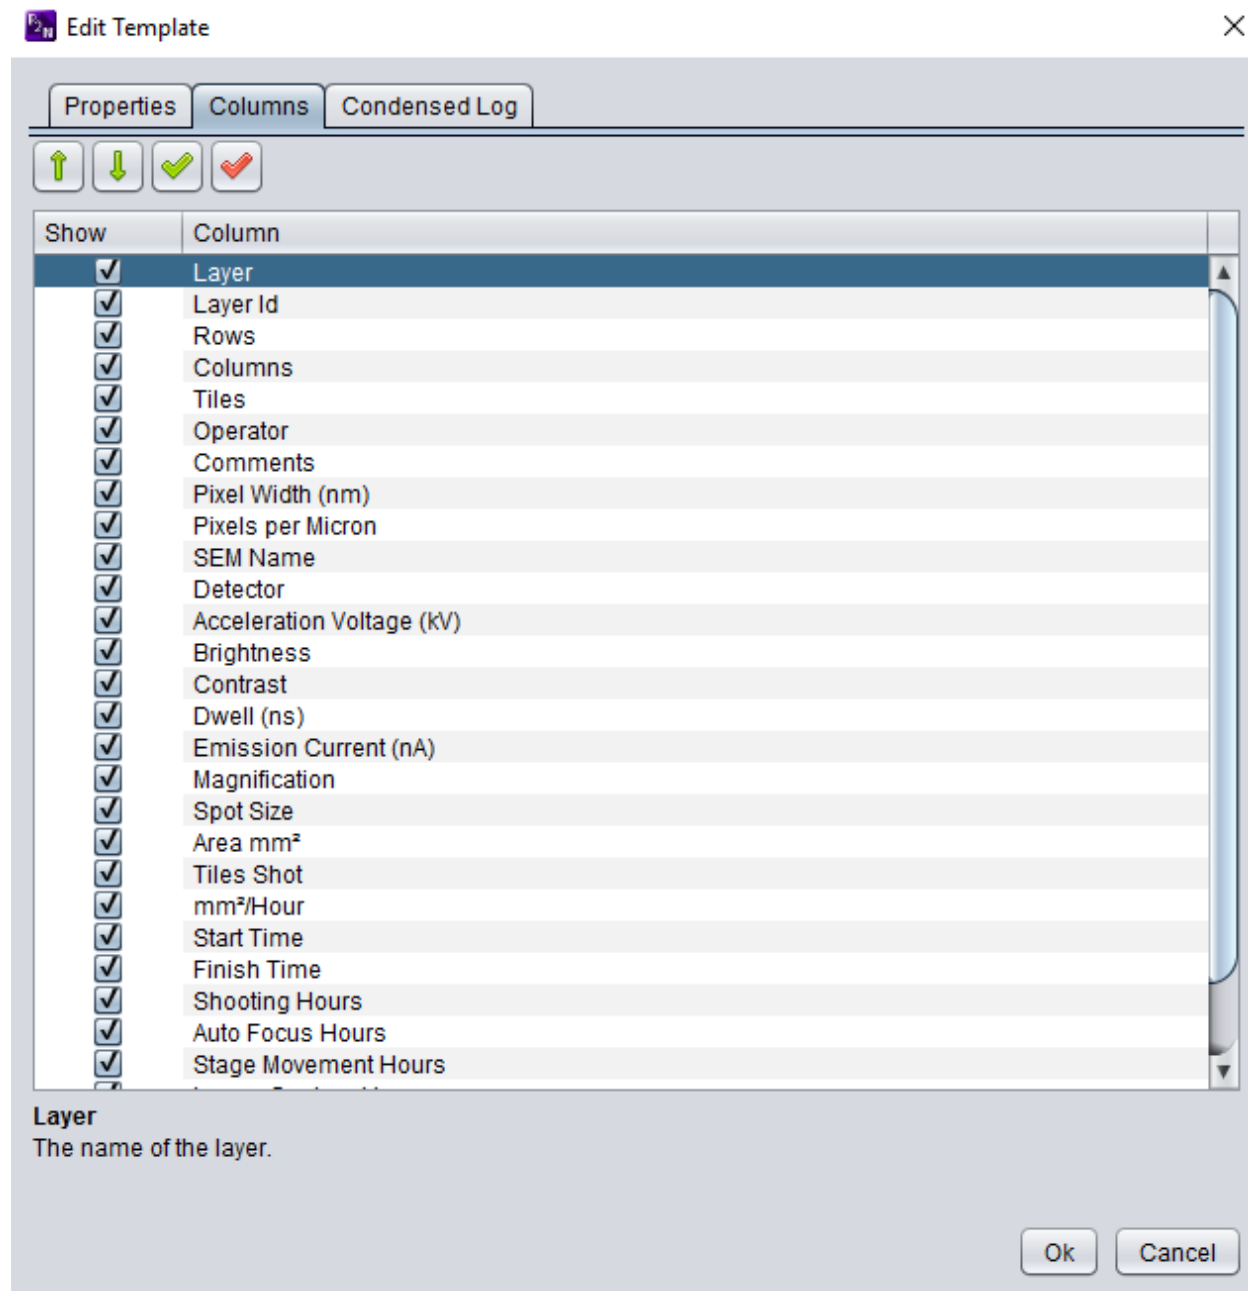 P2N Edit Template
Properties Columns Condensed Log
Show Column
Layer
Layer Id
Rows
Columns
Tiles
Operator
Comments
Pixel Width (nm)
Pixels per Micron
SEM Name
Detector
Acceleration Voltage (kV)
Brightness
Contrast
Dwell (ns)
Emission Current (nA)
Magnification
Spot Size
Area mm²
Tiles Shot
mm²/Hour
Start Time
Finish Time
Shooting Hours
Auto Focus Hours
Stage Movement Hours
Layer
The name of the layer.
Ok Cancel